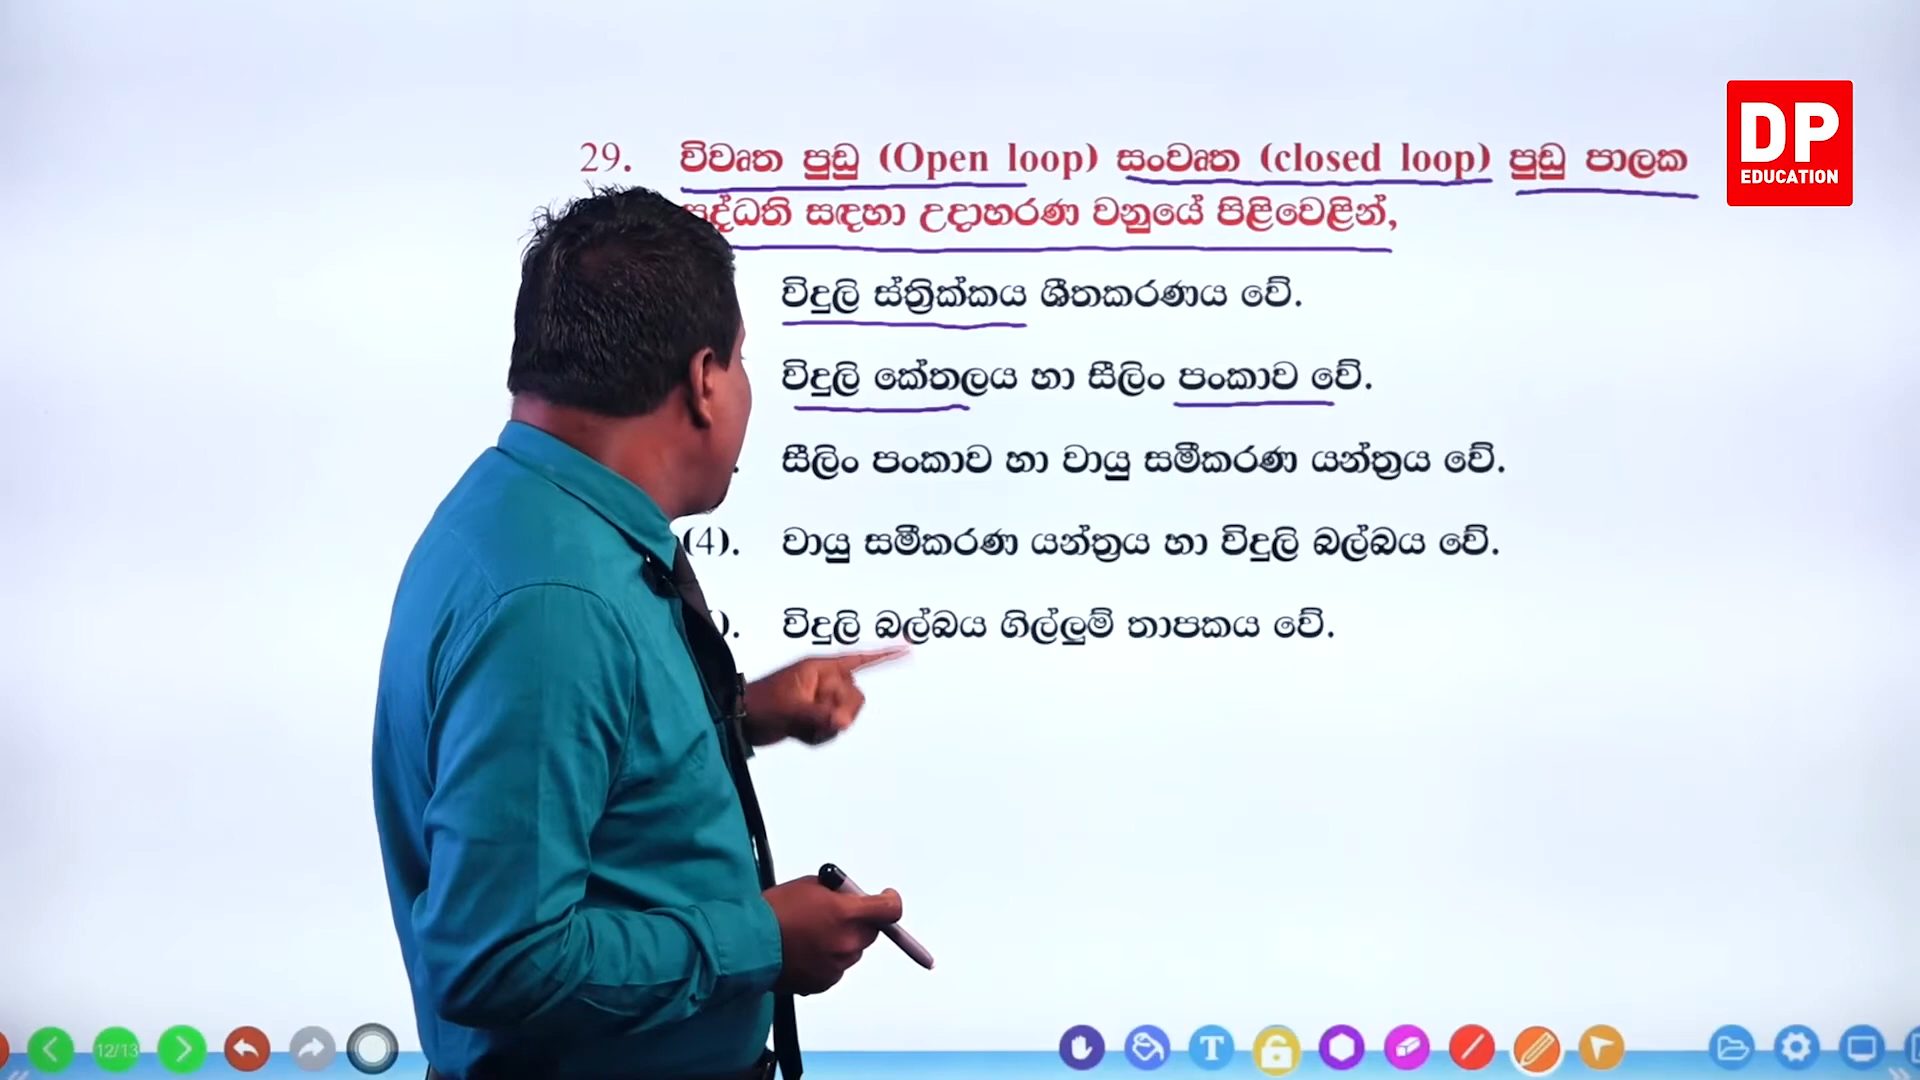 DP
EDUCATION
29. විවෘත පුඩු (Open loop) සංවෘත (closed loop) පුඩු පාලක
පද්ධති සඳහා උදාහරණ වනුයේ පිළිවෙළින්,
විදුලි ස්ත්‍රික්කය ශීතකරණය වේ.
විදුලි කේතලය හා සීලිං පංකාව වේ.
සීලිං පංකාව හා වායු සමීකරණ යන්ත්‍රය වේ.
(4). වායු සමීකරණ යන්ත්‍රය හා විදුලි බල්බය වේ.
විදුලි බල්බය ගිල්ලුම් තාපකය වේ.
12/13
T